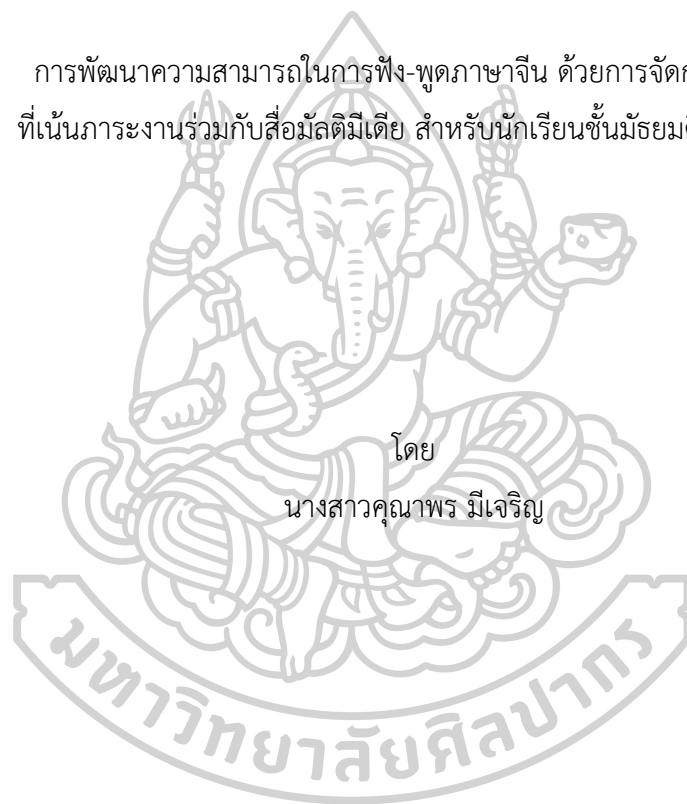 การพัฒนาความสามารถในการฟัง-พูดภาษาจีน ด้วยการจัดก
ที่เน้นภาระงานร่วมกับสื่อมัลติมีเดีย สำหรับนักเรียนชั้นมัธยมศ
โดย
นางสาวคุณาพร มีเจริญ
มหาวิทยาลัยศิลปากร